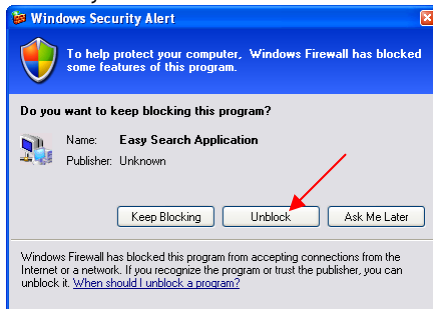 Windows Security Alert
To help protect your computer, Windows Firewall has blocked
some features of this program.
Do you want to keep blocking this program?
Name: Easy Search Application
Publisher: Unknown
Keep Blocking Unblock Ask Me Later
Windows Firewall has blocked this program from accepting connections from the
Internet or a network. If you recognize the program or trust the publisher, you can
unblock it. When should I unblock a program?